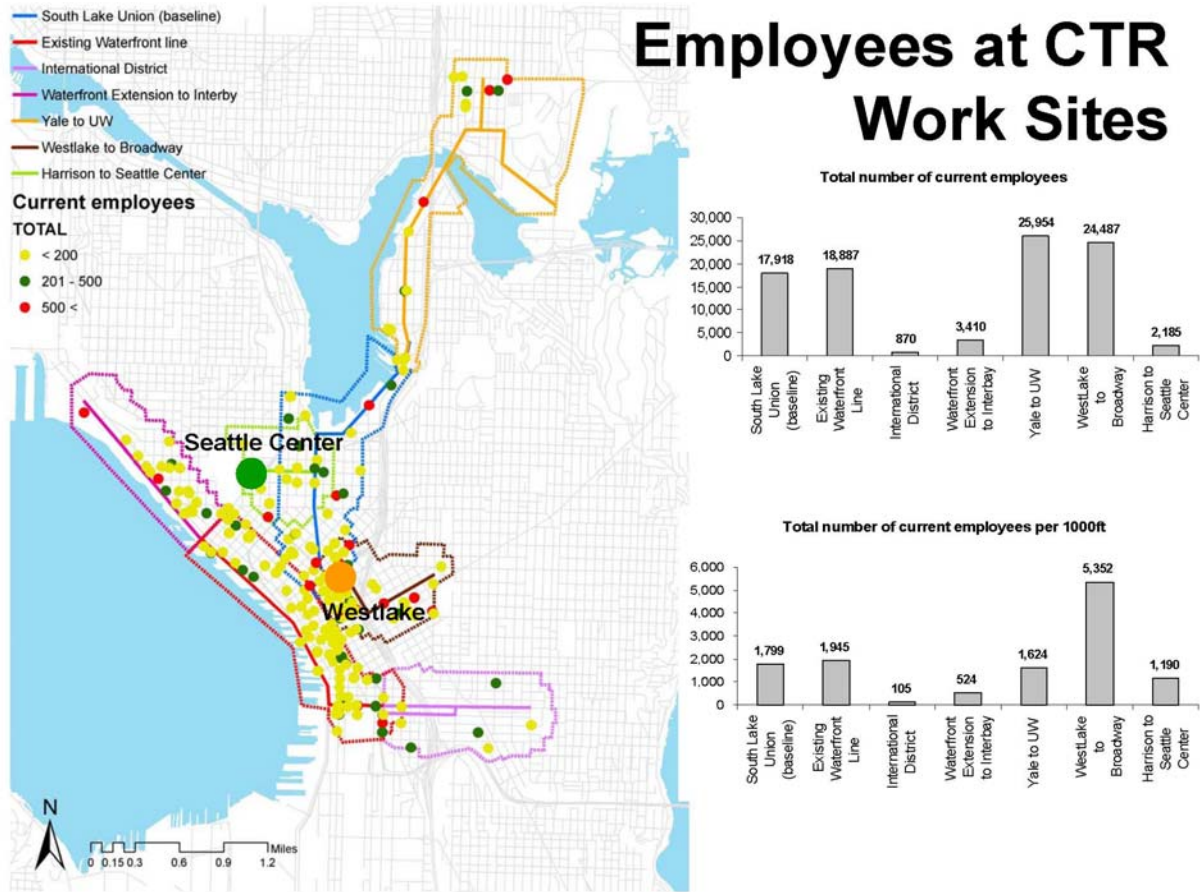 South Lake Union (baseline)
Existing Waterfront line
International District
Waterfront Extension to Interby
Yale to UW
Westlake to Broadway
Harrison to Seattle Center
Current employees
TOTAL
< 200
201 - 500
500 <
Seattle Center
Westlake
N
Miles
0 0.15 0.3 0.6 0.9 1.2
Employees at CTR
Work Sites
Total number of current employees
30,000
25,000
20,000
15,000
10,000
5,000
0
17,918
18,887
870
3,410
25,954
24,487
2,185
South Lake
Union
(baseline)
Existing
Waterfront
Line
International
District
Waterfront
Extension
to Interbay
Yale to UW
WestLake
to
Broadway
Harrison to
Seattle
Center
Total number of current employees per 1000ft
6,000
5,000
4,000
3,000
2,000
1,000
0
1,799
1,945
105
524
1,624
5,352
1,190
South Lake
Union
(baseline)
Existing
Waterfront
Line
International
District
Waterfront
Extension
to Interbay
Yale to UW
WestLake
to
Broadway
Harrison to
Seattle
Center